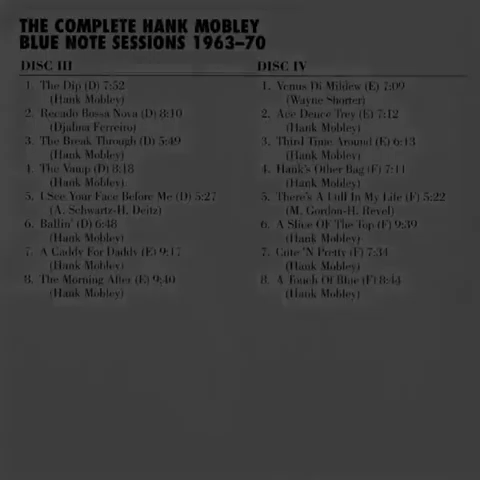 THE COMPLETE HANK MOBLEY
BLUE NOTE SESSIONS 1963–70
DISC III
1. The Dip (D) 7:52
(Hank Mobley)
2. Recado Bossa Nova (D) 8:10
(Djalma Ferreito)
3. The Break Through (D) 5:49
(Hank Mobley)
4. The Vamp (D) 8:18
(Hank Mobley)
5. I See Your Face Before Me (D) 5:27
(A. Schwartz-H. Deitz)
6. Ballin' (D) 6:48
(Hank Mobley)
7. A Caddy For Daddy (E) 9:17
(Hank Mobley)
8. The Morning After (E) 9:40
(Hank Mobley)
DISC IV
1. Venus Di Mildew (E) 7:09
(Wayne Shorter)
2. Ace Deuce Trey (E) 7:12
(Hank Mobley)
3. Third Time Around (E) 6:13
(Hank Mobley)
4. Hank's Other Bag (F) 7:11
(Hank Mobley)
5. There's A Lull In My Life (F) 5:22
(M. Gordon-H. Revel)
6. A Slice Of The Top (F) 9:39
(Hank Mobley)
7. Cute 'N Pretty (F) 7:34
(Hank Mobley)
8. A Touch Of Blue (F) 8:44
(Hank Mobley)